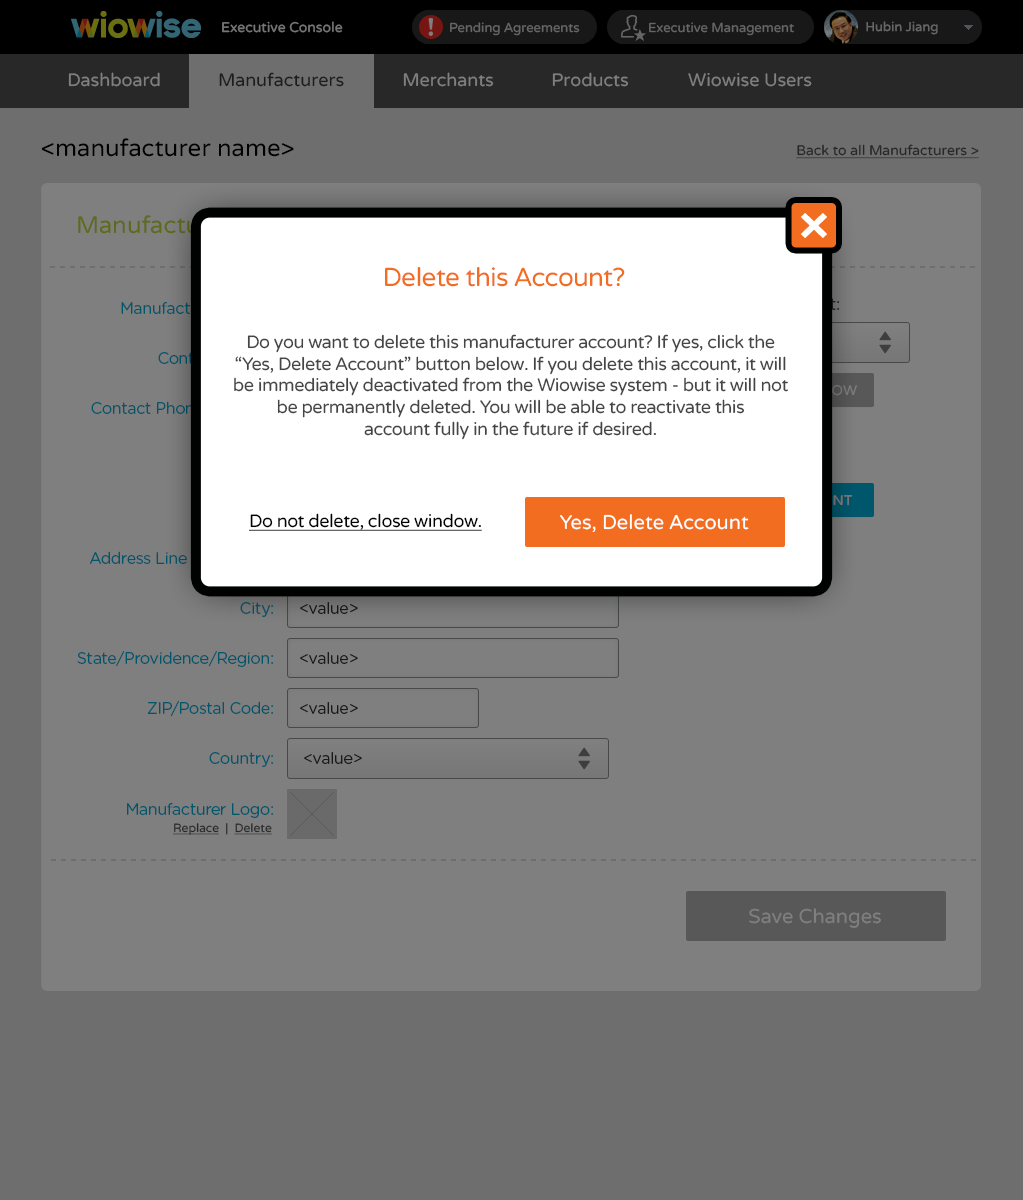 wiowise Executive Console Pending Agreements Executive Management Hubin Jiang
Dashboard Manufacturers Merchants Products Wiowise Users
<manufacturer name> Back to all Manufacturers >
Delete this Account?
Do you want to delete this manufacturer account? If yes, click the
“Yes, Delete Account” button below. If you delete this account, it will
be immediately deactivated from the Wiowise system - but it will not
be permanently deleted. You will be able to reactivate this
account fully in the future if desired.
Do not delete, close window. Yes, Delete Account
Contact Phon
Address Line
City: <value>
State/Providence/Region: <value>
ZIP/Postal Code: <value>
Country: <value>
Manufacturer Logo:
Replace | Delete
Save Changes